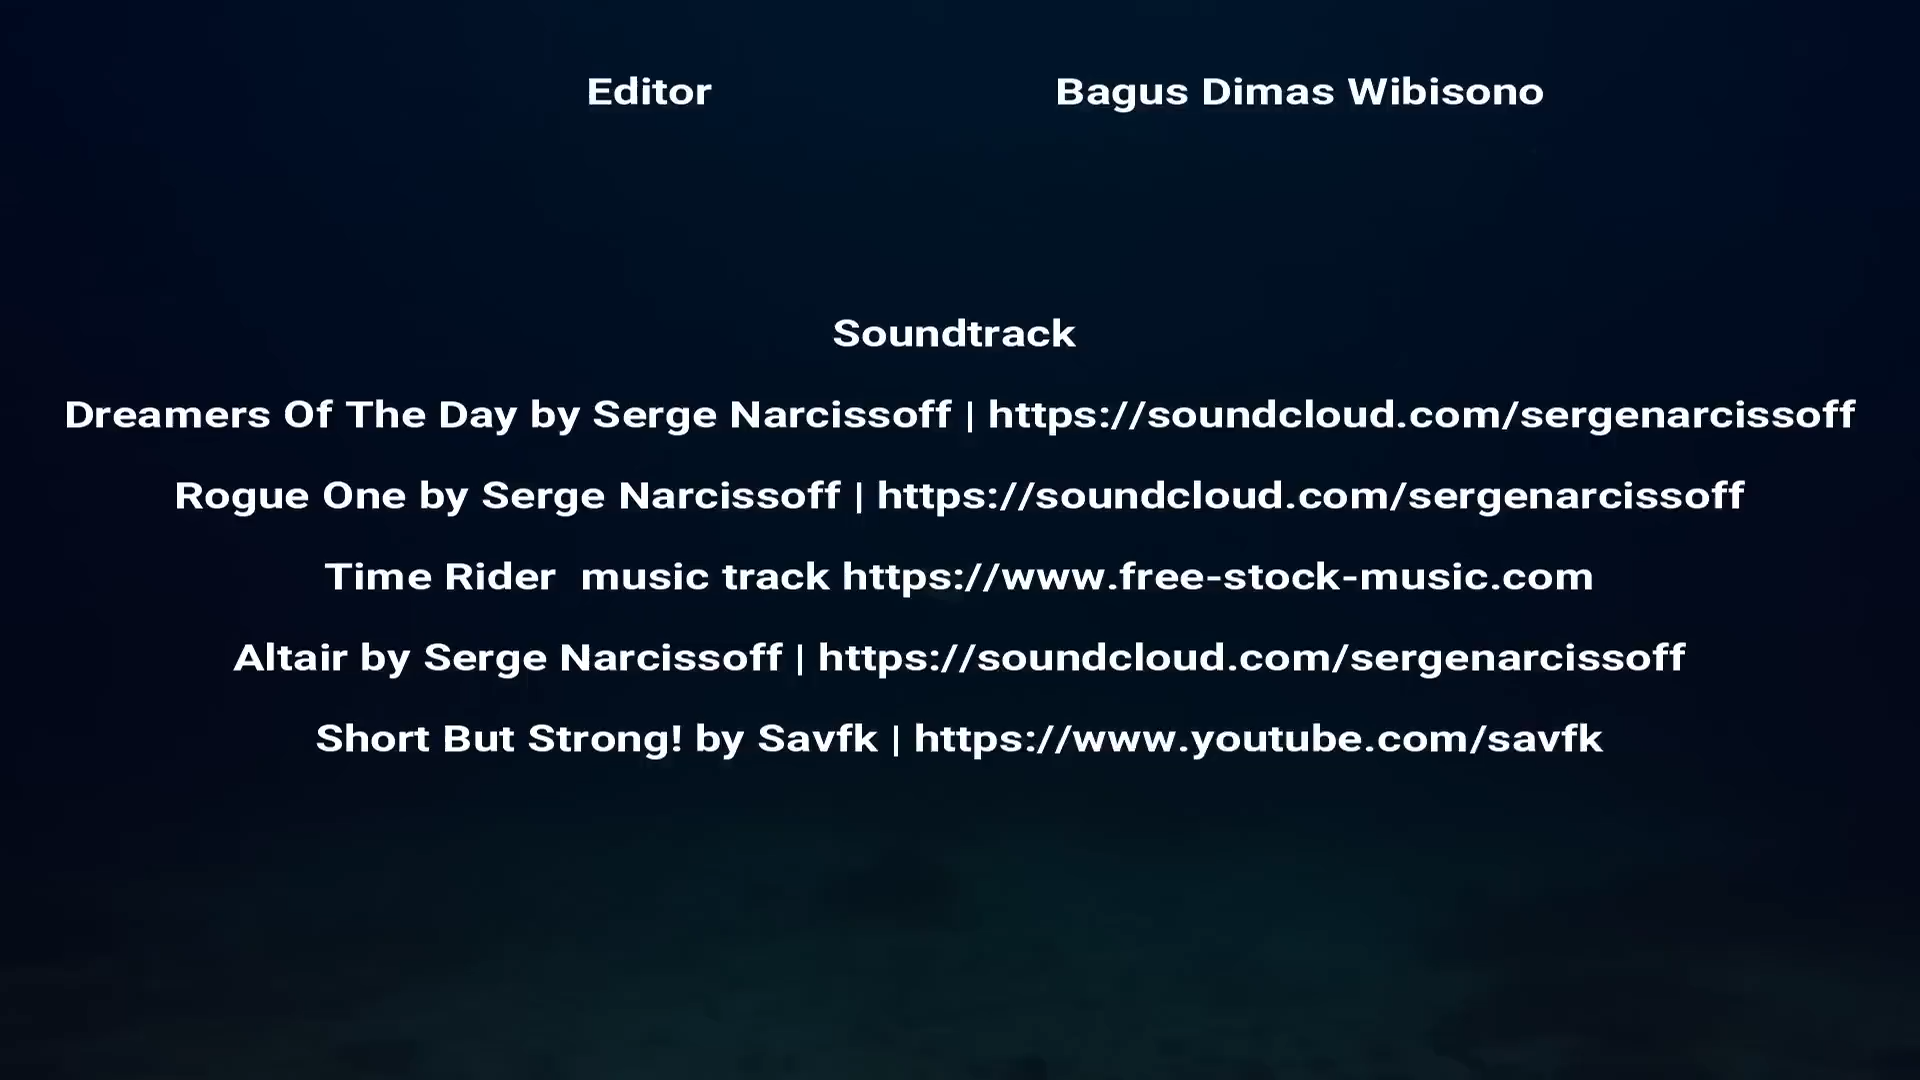 Editor Bagus Dimas Wibisono
Soundtrack
Dreamers Of The Day by Serge Narcissoff | https://soundcloud.com/sergenarcissoff
Rogue One by Serge Narcissoff | https://soundcloud.com/sergenarcissoff
Time Rider  music track https://www.free-stock-music.com
Altair by Serge Narcissoff | https://soundcloud.com/sergenarcissoff
Short But Strong! by Savfk | https://www.youtube.com/savfk